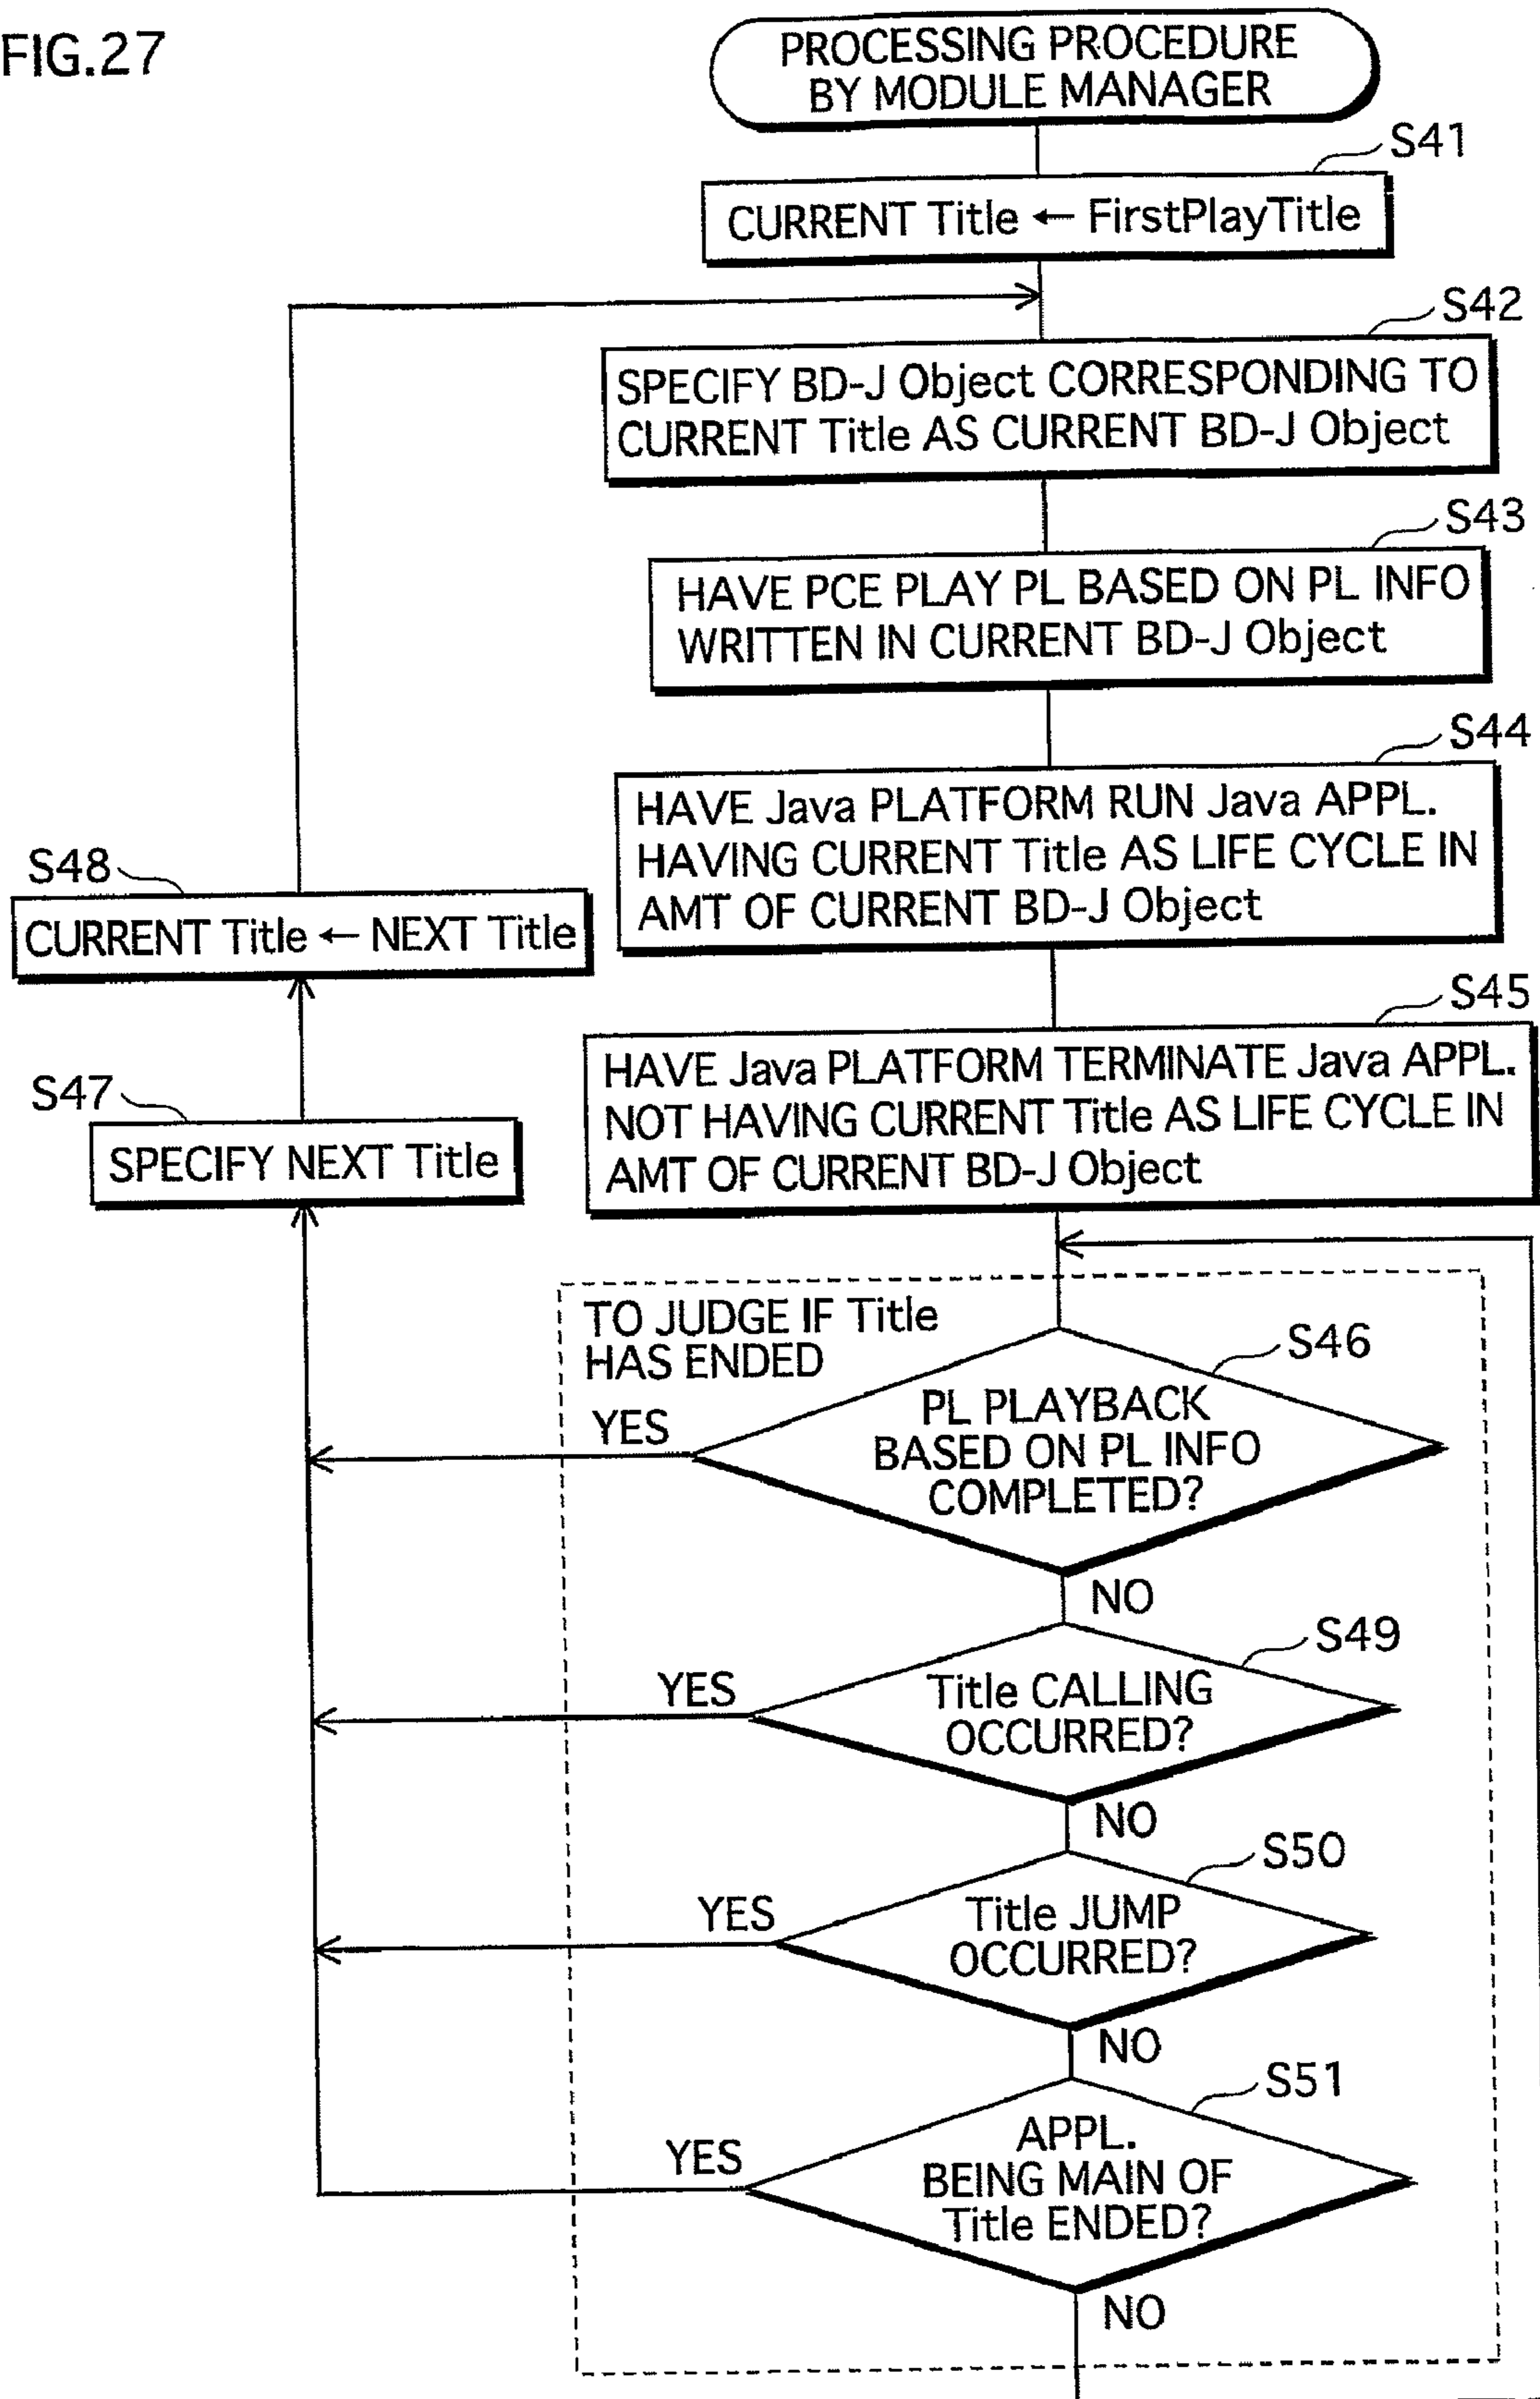 FIG.27
PROCESSING PROCEDURE
BY MODULE MANAGER
S41
CURRENT Title ← FirstPlayTitle
S42
SPECIFY BD-J Object CORRESPONDING TO
CURRENT Title AS CURRENT BD-J Object
S43
HAVE PCE PLAY PL BASED ON PL INFO
WRITTEN IN CURRENT BD-J Object
S44
HAVE Java PLATFORM RUN Java APPL.
HAVING CURRENT Title AS LIFE CYCLE IN
AMT OF CURRENT BD-J Object
S48
CURRENT Title ← NEXT Title
S45
HAVE Java PLATFORM TERMINATE Java APPL.
NOT HAVING CURRENT Title AS LIFE CYCLE IN
AMT OF CURRENT BD-J Object
S47
SPECIFY NEXT Title
TO JUDGE IF Title
HAS ENDED
S46
PL PLAYBACK
BASED ON PL INFO
COMPLETED?
YES
NO
S49
Title CALLING
OCCURRED?
YES
NO
S50
Title JUMP
OCCURRED?
YES
NO
S51
APPL.
BEING MAIN OF
Title ENDED?
YES
NO